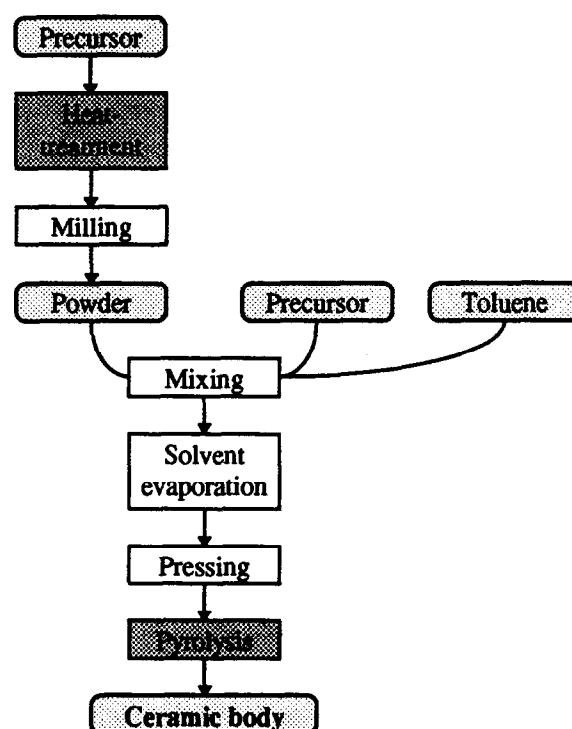 Precursor
Heat-
treatment
Milling
Powder
Precursor
Toluene
Mixing
Solvent
evaporation
Pressing
Pyrolysis
Ceramic body